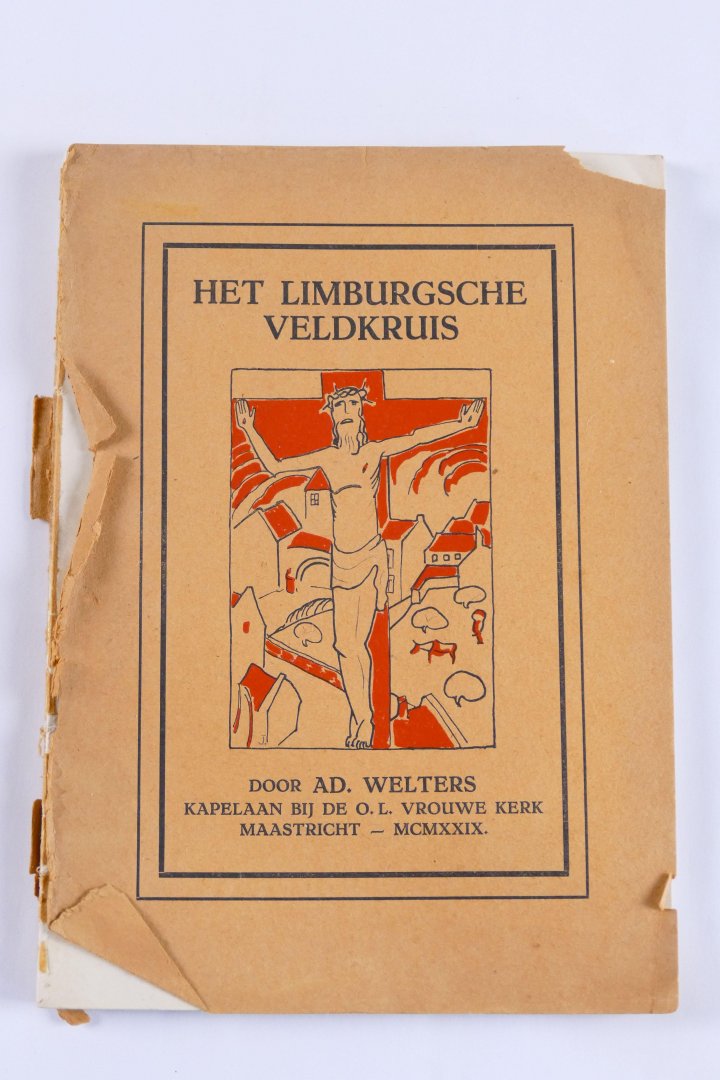 HET LIMBURGSCHE
VELDKRUIS
DOOR AD. WELTERS
KAPELAAN BIJ DE O. L. VROUWE KERK
MAASTRICHT — MCMXXIX.